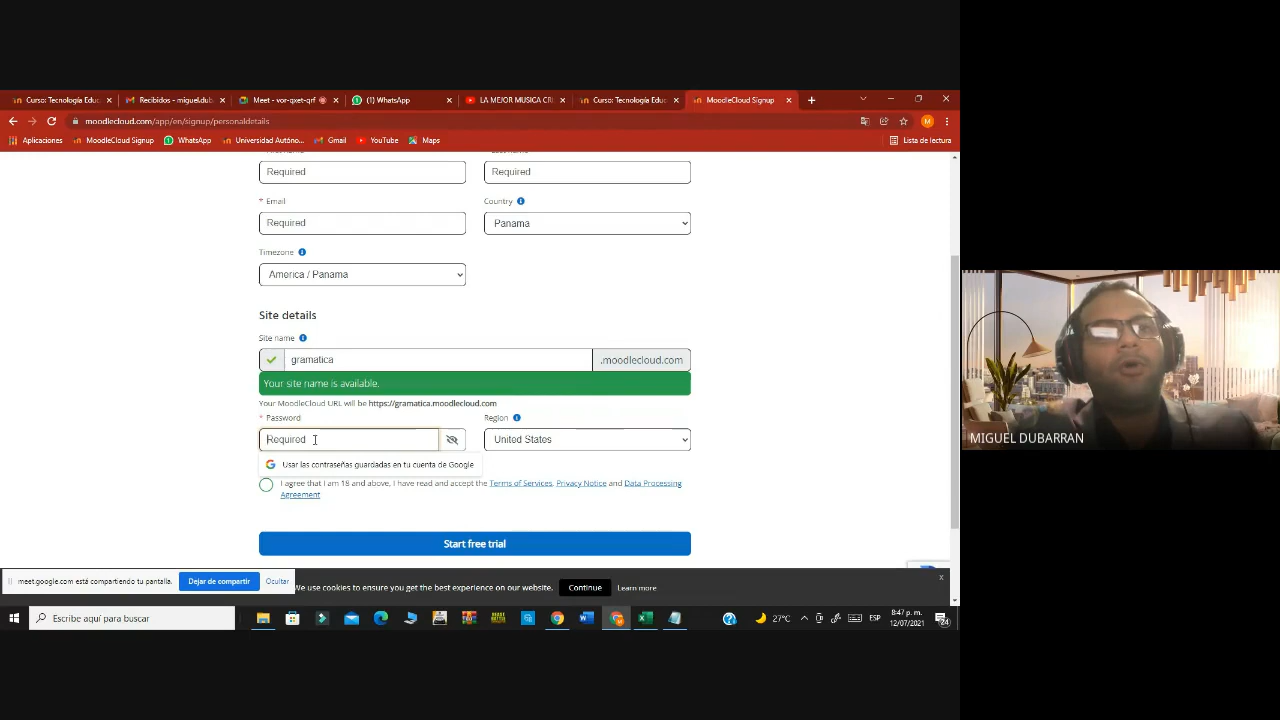 Curso: Tecnología Educ
Recibidos - miguel.dub
Meet - vor-qxet-qrf
(1) WhatsApp
LA MEJOR MUSICA CRI
Curso: Tecnología Educ
MoodleCloud Signup
moodlecloud.com/app/en/signup/personaldetails
M
Aplicaciones
MoodleCloud Signup
WhatsApp
Universidad Autóno...
Gmail
YouTube
Maps
Lista de lectura
Required
Required
* Email
Country
Required
Panama
Timezone
America / Panama
Site details
Site name
gramatica
.moodlecloud.com
Your site name is available.
Your MoodleCloud URL will be https://gramatica.moodlecloud.com
* Password
Region
Required
United States
Usar las contraseñas guardadas en tu cuenta de Google
I agree that I am 18 and above, I have read and accept the Terms of Services, Privacy Notice and Data Processing
Agreement
Start free trial
meet.google.com está compartiendo tu pantalla.
Dejar de compartir
Ocultar
We use cookies to ensure you get the best experience on our website.
Continue
Learn more
x
Escribe aquí para buscar
27°C
ESP
8:47 p. m.
12/07/2021
24
MIGUEL DUBARRAN